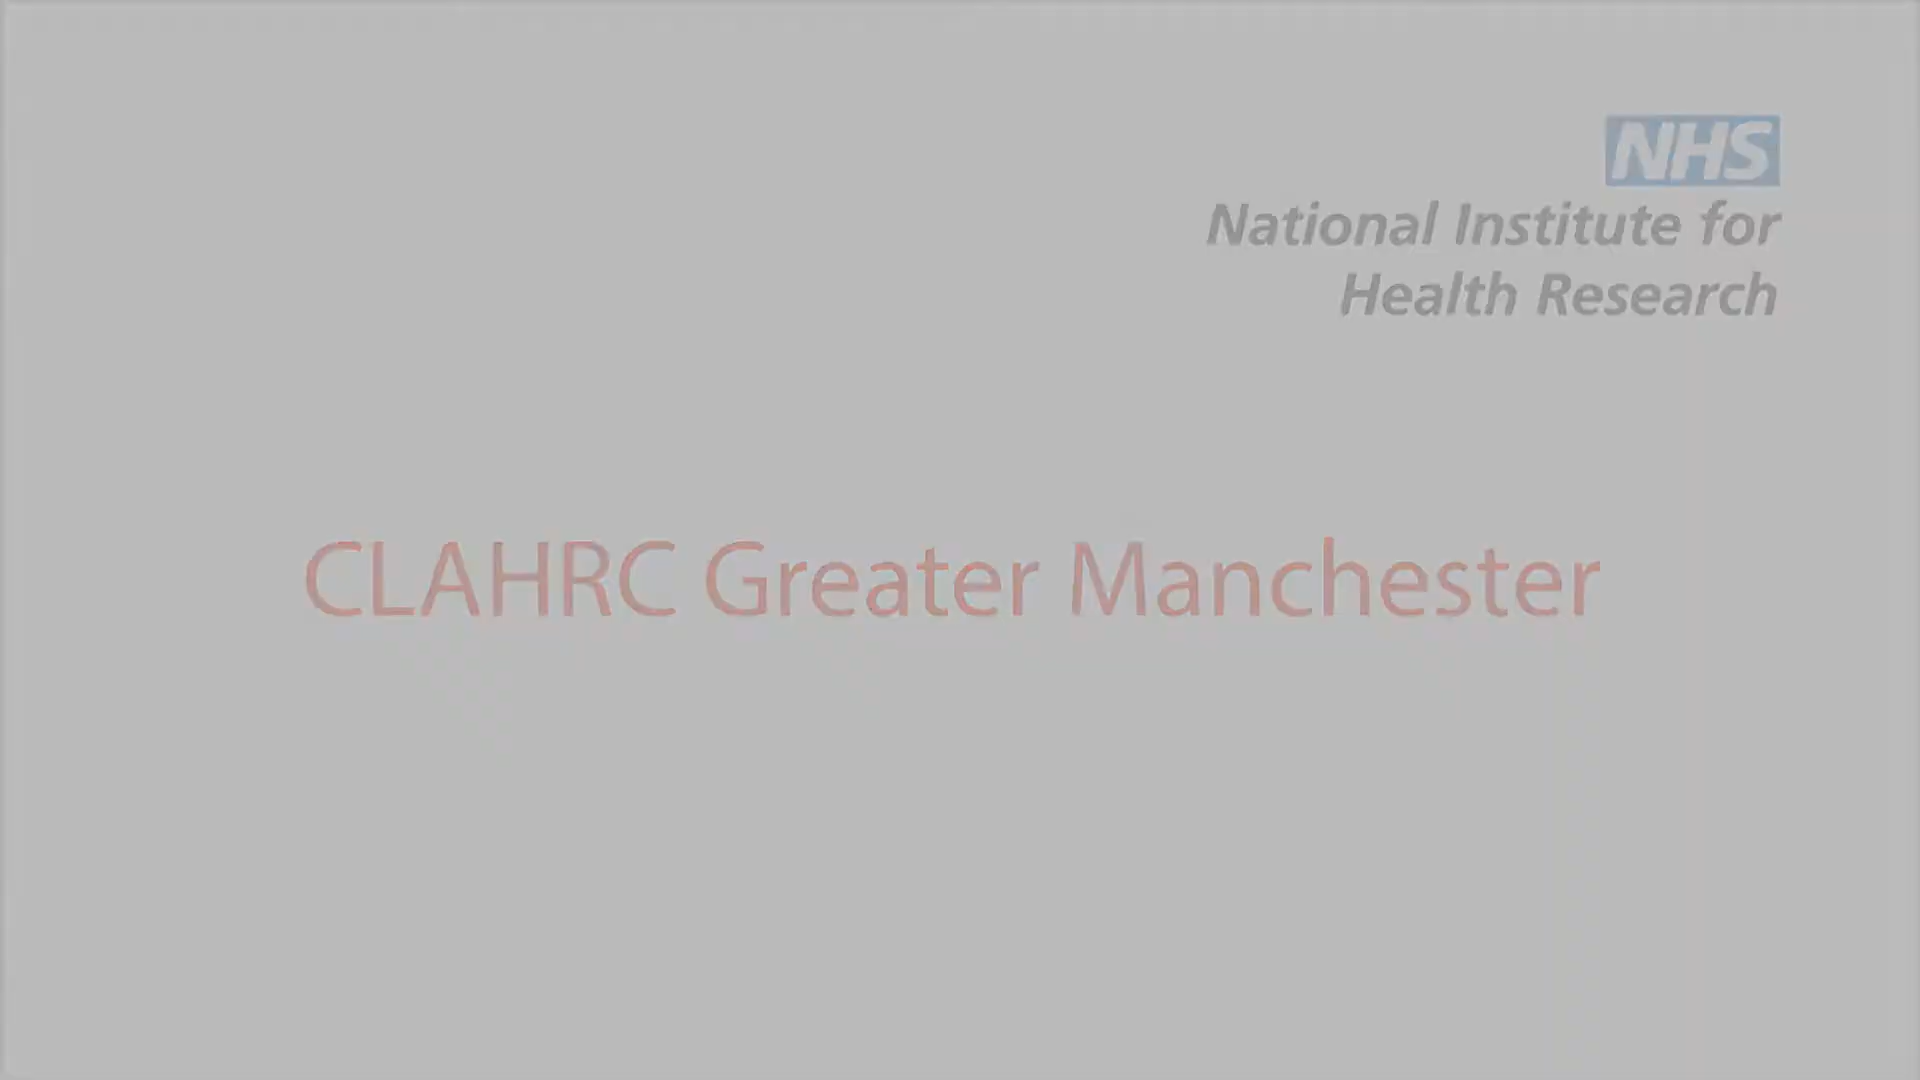 NHS
National Institute for
Health Research
CLAHRC Greater Manchester